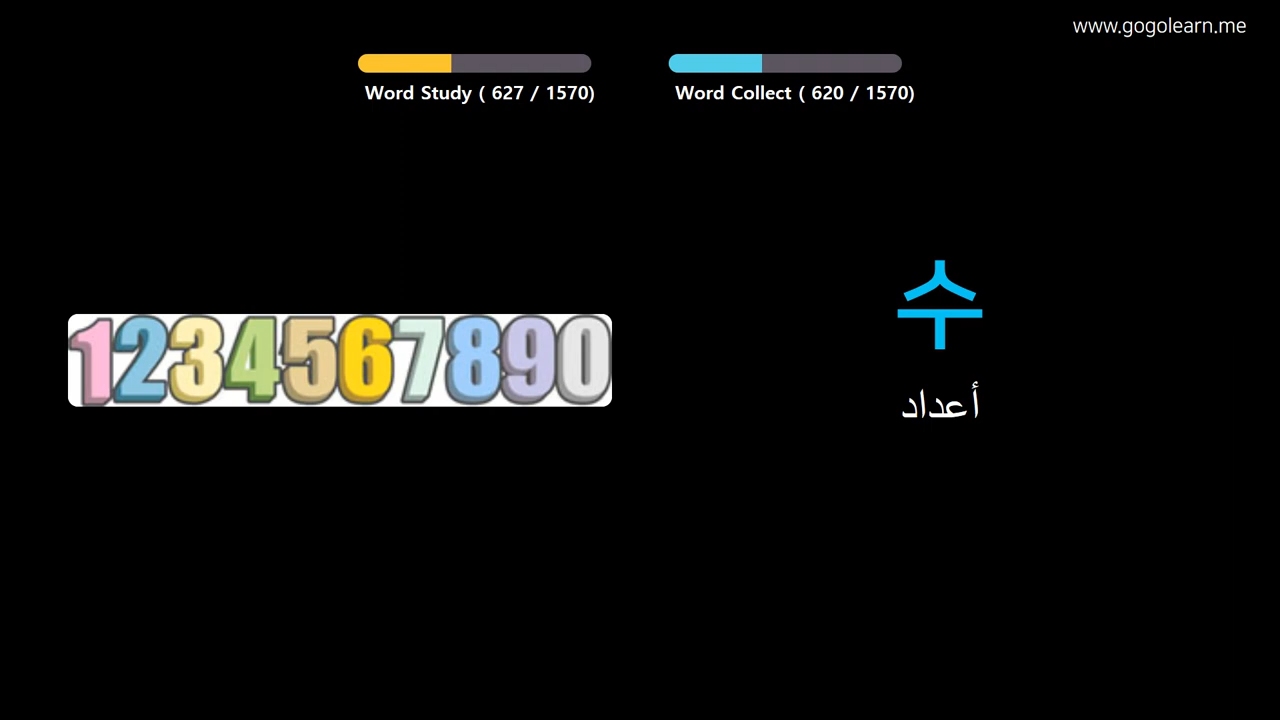 www.gogolearn.me
Word Study ( 627 / 1570)
Word Collect ( 620 / 1570)
1234567890
수
أعداد